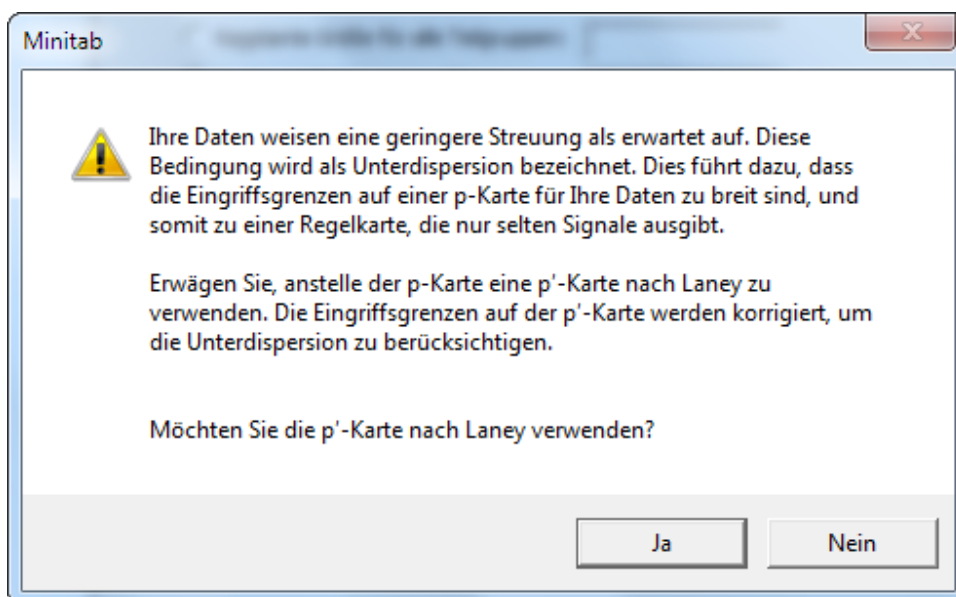 Minitab
Ihre Daten weisen eine geringere Streuung als erwartet auf. Diese
Bedingung wird als Unterdispersion bezeichnet. Dies führt dazu, dass
die Eingriffsgrenzen auf einer p-Karte für Ihre Daten zu breit sind, und
somit zu einer Regelkarte, die nur selten Signale ausgibt.
Erwägen Sie, anstelle der p-Karte eine p'-Karte nach Laney zu
verwenden. Die Eingriffsgrenzen auf der p'-Karte werden korrigiert, um
die Unterdispersion zu berücksichtigen.
Möchten Sie die p'-Karte nach Laney verwenden?
Ja
Nein